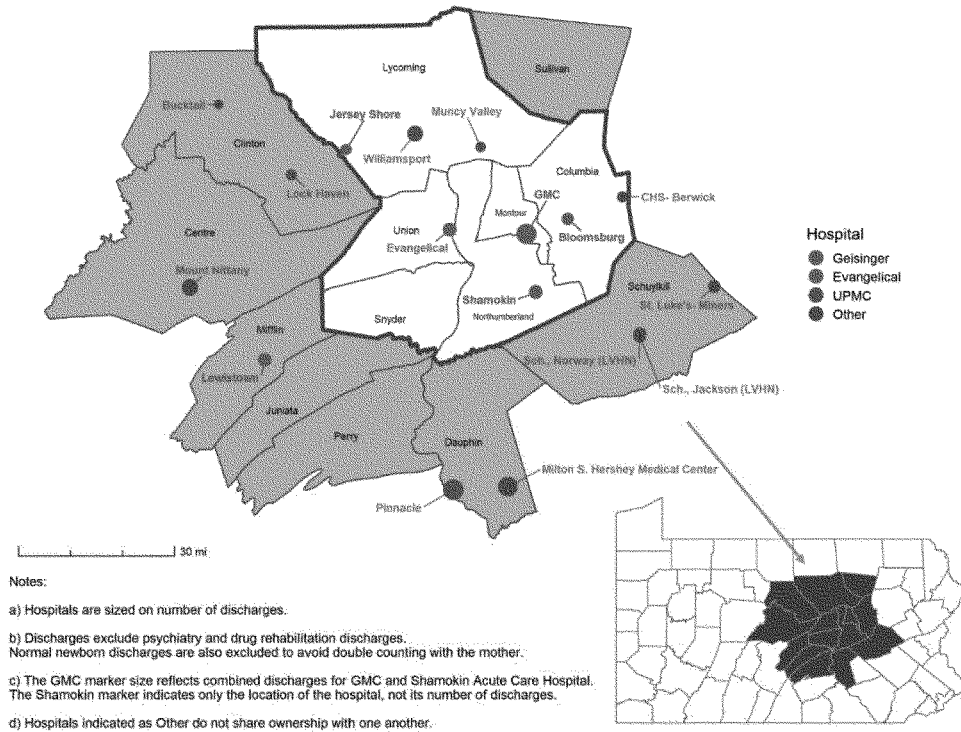 Lycoming
Sullivan
Bucktail
Jersey Shore
Muncy Valley
Clinton
Williamsport
Columbia
Lock Haven
GMC
CHS- Berwick
Montour
Centre
Union
Evangelical
Bloomsburg
Hospital
Geisinger
Evangelical
UPMC
Other
Mount Nittany
Shamokin
Schuylkill
St. Luke's- Miners
Snyder
Northumberland
Mifflin
Sch., Norway (LVHN)
Lewistown
Sch., Jackson (LVHN)
Juniata
Perry
Dauphin
Milton S. Hershey Medical Center
Pinnacle
30 mi
Notes:
a) Hospitals are sized on number of discharges.
b) Discharges exclude psychiatry and drug rehabilitation discharges.
Normal newborn discharges are also excluded to avoid double counting with the mother.
c) The GMC marker size reflects combined discharges for GMC and Shamokin Acute Care Hospital.
The Shamokin marker indicates only the location of the hospital, not its number of discharges.
d) Hospitals indicated as Other do not share ownership with one another.